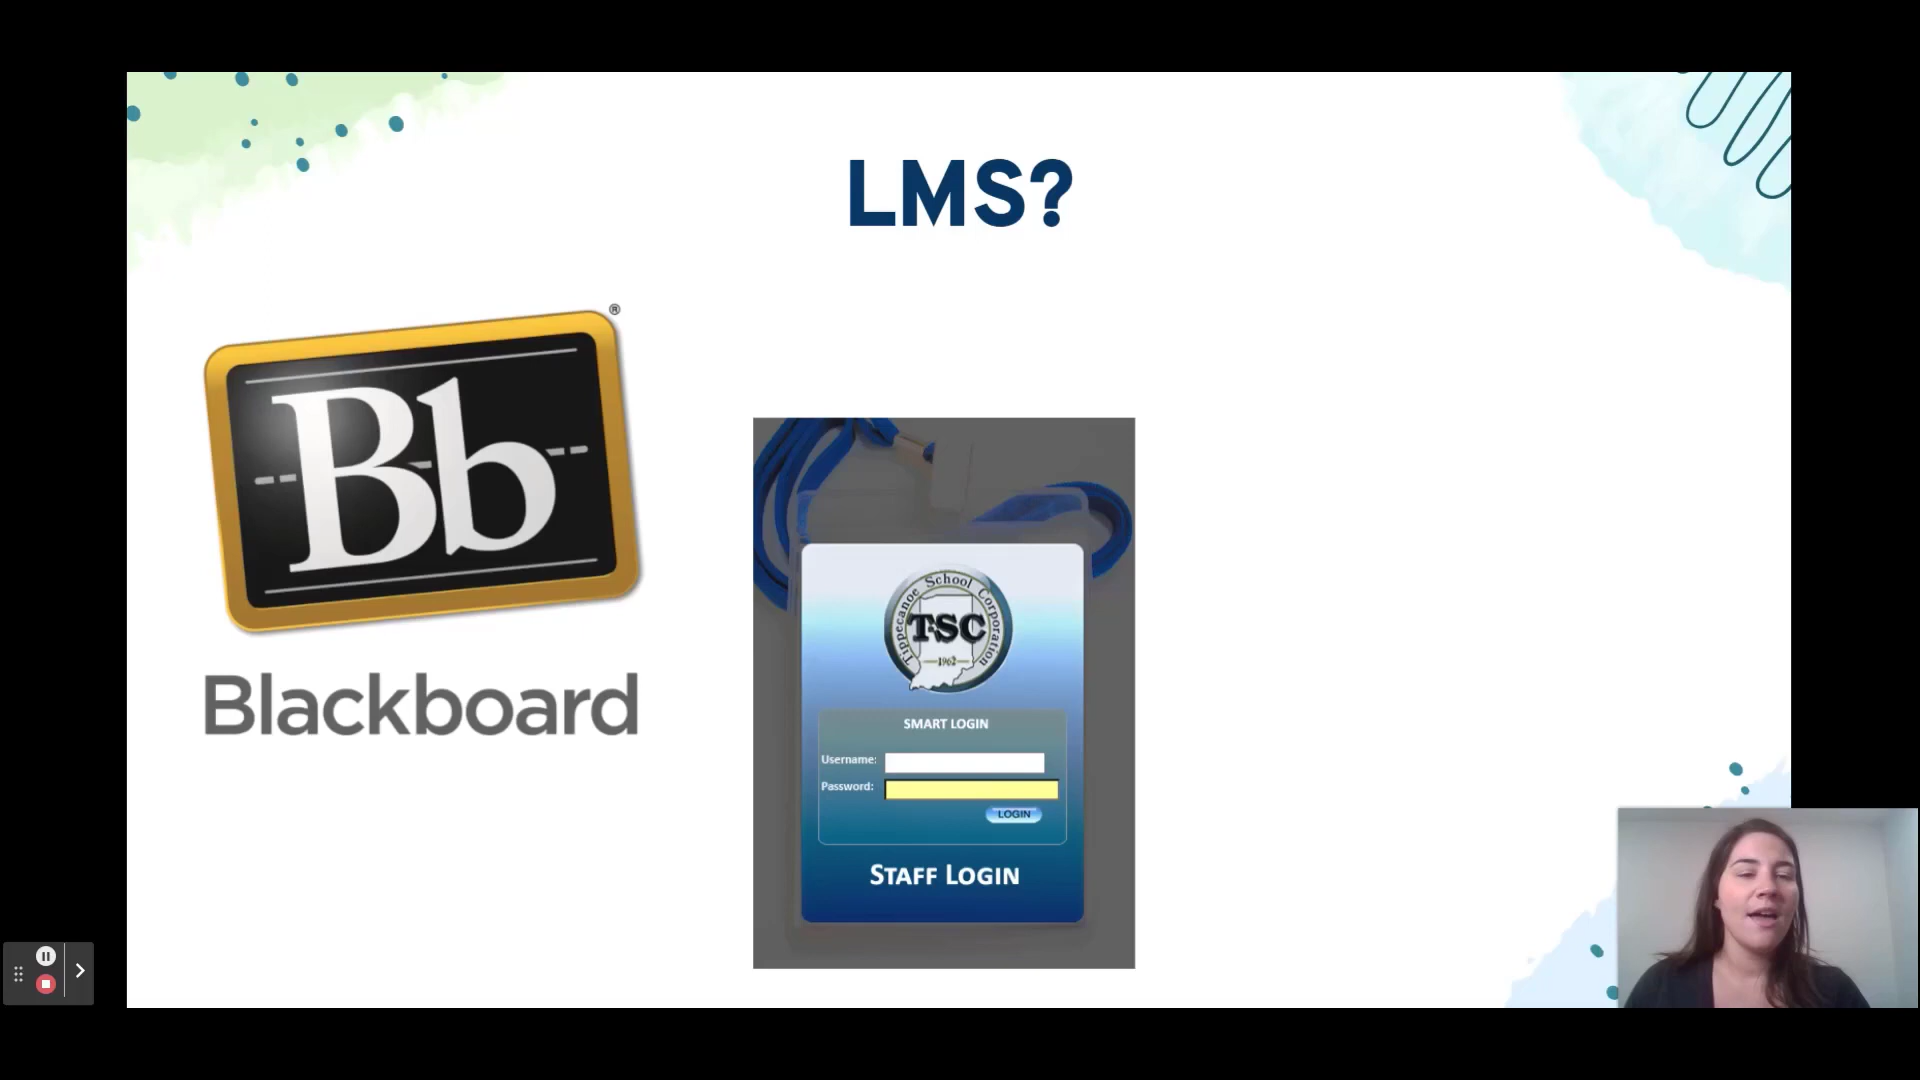 LMS?
®
Bb
Blackboard
Tippecanoe School Corporation
TSC
1962
SMART LOGIN
Username:
Password:
LOGIN
STAFF LOGIN